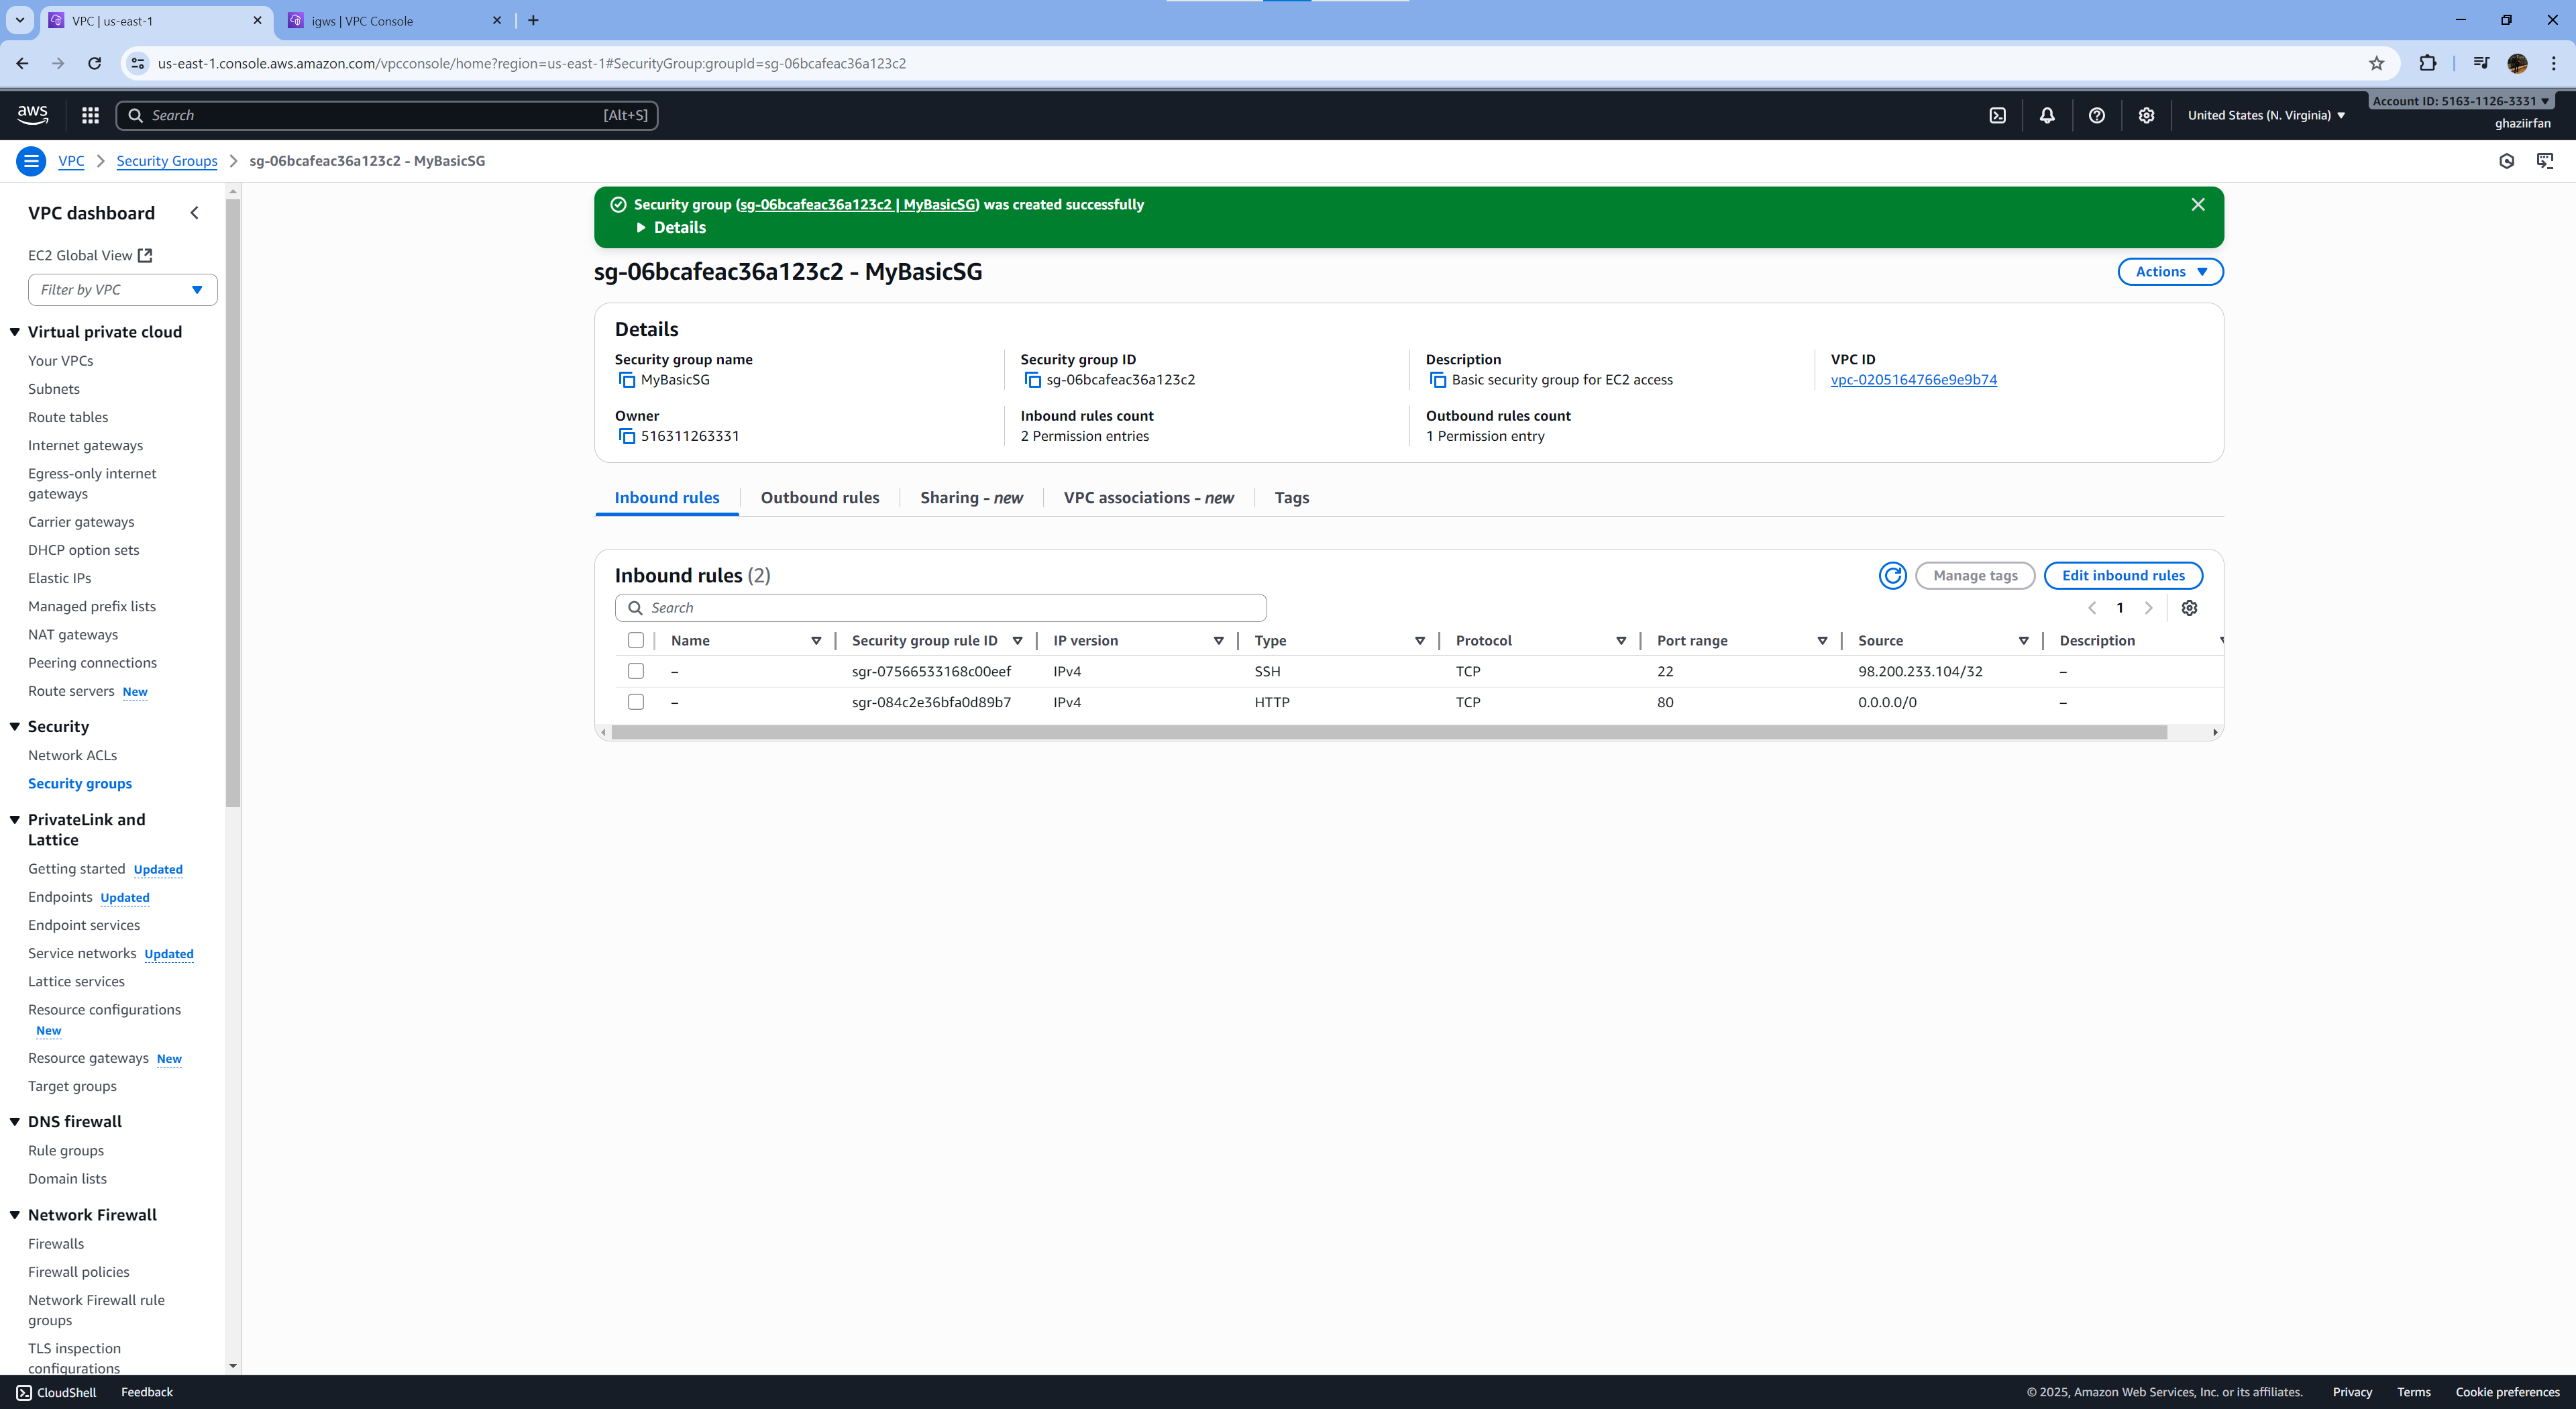 VPC | us-east-1
igws | VPC Console
us-east-1.console.aws.amazon.com/vpcconsole/home?region=us-east-1#SecurityGroup:groupId=sg-06bcafeac36a123c2
aws
Search
[Alt+S]
United States (N. Virginia)
Account ID: 5163-1126-3331
ghaziirfan
VPC
Security Groups
sg-06bcafeac36a123c2 - MyBasicSG
VPC dashboard
EC2 Global View
Filter by VPC
Virtual private cloud
Your VPCs
Subnets
Route tables
Internet gateways
Egress-only internet
gateways
Carrier gateways
DHCP option sets
Elastic IPs
Managed prefix lists
NAT gateways
Peering connections
Route servers New
Security
Network ACLs
Security groups
PrivateLink and
Lattice
Getting started Updated
Endpoints Updated
Endpoint services
Service networks Updated
Lattice services
Resource configurations
New
Resource gateways New
Target groups
DNS firewall
Rule groups
Domain lists
Network Firewall
Firewalls
Firewall policies
Network Firewall rule
groups
TLS inspection
configurations
Security group (sg-06bcafeac36a123c2 | MyBasicSG) was created successfully
Details
sg-06bcafeac36a123c2 - MyBasicSG
Actions
Details
Security group name
MyBasicSG
Security group ID
sg-06bcafeac36a123c2
Description
Basic security group for EC2 access
VPC ID
vpc-0205164766e9e9b74
Owner
516311263331
Inbound rules count
2 Permission entries
Outbound rules count
1 Permission entry
Inbound rules
Outbound rules
Sharing - new
VPC associations - new
Tags
Inbound rules (2)
Manage tags
Edit inbound rules
Search
1
Name Security group rule ID IP version Type Protocol Port range Source Description
– sgr-07566533168c00eef IPv4 SSH TCP 22 98.200.233.104/32 –
– sgr-084c2e36bfa0d89b7 IPv4 HTTP TCP 80 0.0.0.0/0 –
CloudShell
Feedback
© 2025, Amazon Web Services, Inc. or its affiliates.
Privacy
Terms
Cookie preferences